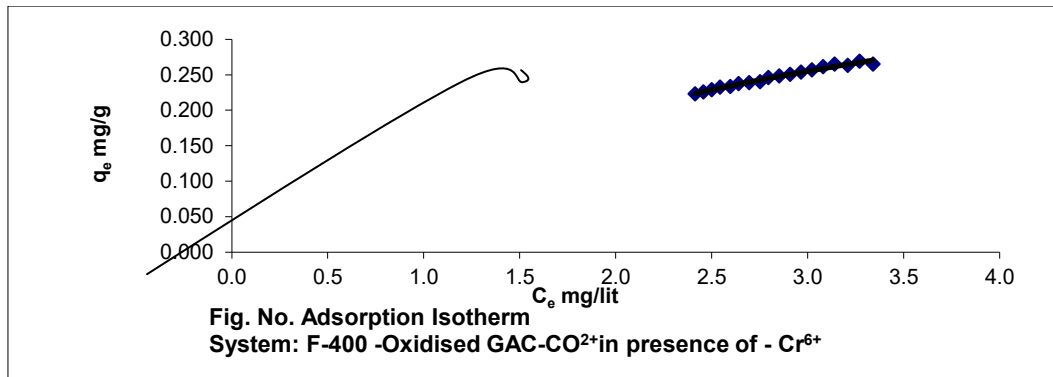 0.300
0.250
0.200
0.150
0.100
0.050
0.000
qₑ mg/g
0.0 0.5 1.0 1.5 2.0 2.5 3.0 3.5 4.0
Cₑ mg/lit
Fig. No. Adsorption Isotherm
System: F-400 -Oxidised GAC-CO²⁺in presence of - Cr⁶⁺